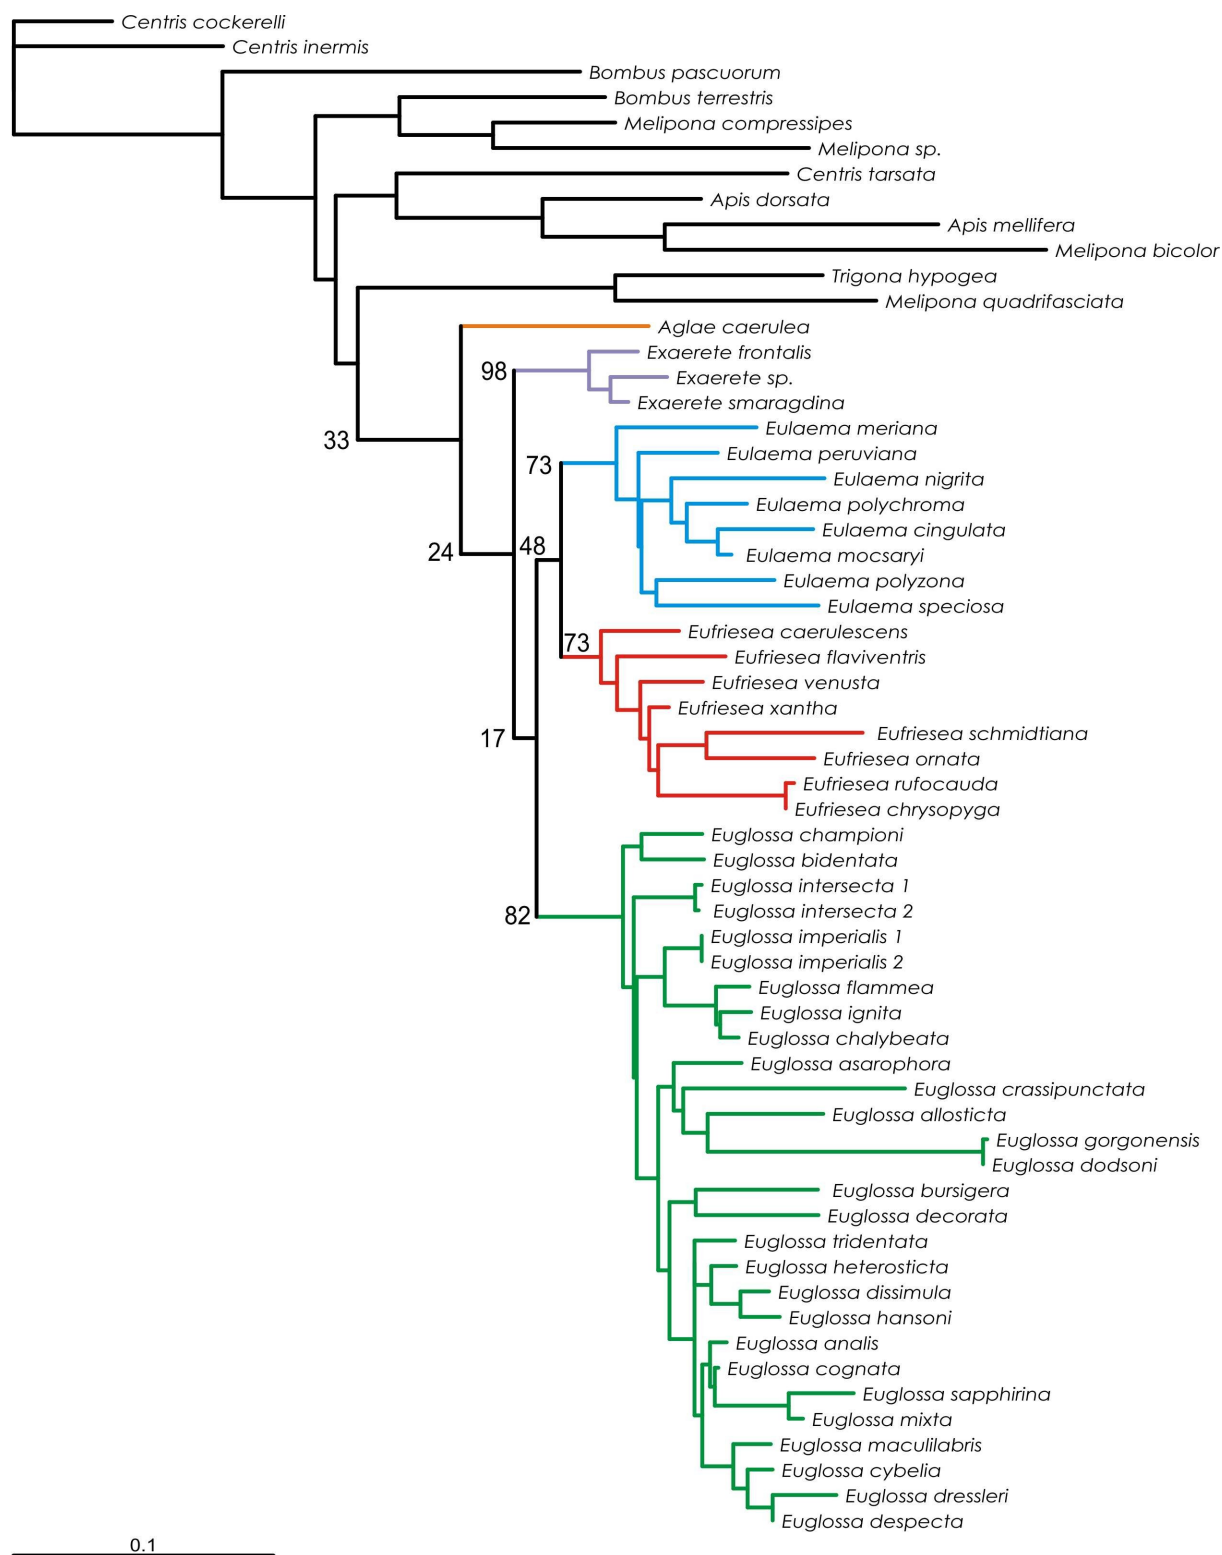 Centris cockerelli
Centris inermis
Bombus pascuorum
Bombus terrestris
Melipona compressipes
Melipona sp.
Centris tarsata
Apis dorsata
Apis mellifera
Melipona bicolor
Trigona hypogea
Melipona quadrifasciata
Aglae caerulea
Exaerete frontalis
98
Exaerete sp.
Exaerete smaragdina
Eulaema meriana
33
Eulaema peruviana
73
Eulaema nigrita
Eulaema polychroma
Eulaema cingulata
48
24
Eulaema mocsaryi
Eulaema polyzona
Eulaema speciosa
Eufriesea caerulescens
73
Eufriesea flaviventris
Eufriesea venusta
Eufriesea xantha
Eufriesea schmidtiana
17
Eufriesea ornata
Eufriesea rufocauda
Eufriesea chrysopyga
Euglossa championi
Euglossa bidentata
Euglossa intersecta 1
Euglossa intersecta 2
82
Euglossa imperialis 1
Euglossa imperialis 2
Euglossa flammea
Euglossa ignita
Euglossa chalybeata
Euglossa asarophora
Euglossa crassipunctata
Euglossa allosticta
Euglossa gorgonensis
Euglossa dodsoni
Euglossa bursigera
Euglossa decorata
Euglossa tridentata
Euglossa heterosticta
Euglossa dissimula
Euglossa hansoni
Euglossa analis
Euglossa cognata
Euglossa sapphirina
Euglossa mixta
Euglossa maculilabris
Euglossa cybelia
Euglossa dressleri
Euglossa despecta
0.1